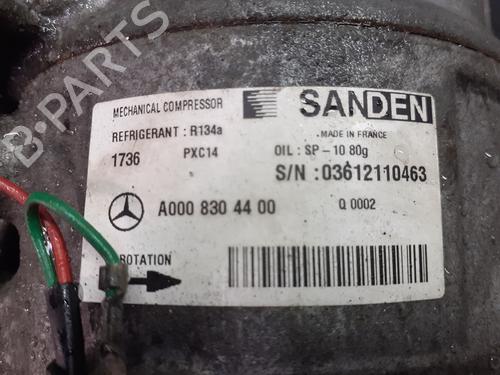 B-PARTS
MECHANICAL COMPRESSOR
SANDEN
REFRIGERANT : R134a
MADE IN FRANCE
1736 PXC14
OIL : SP-10 80g
S/N : 03612110463
A000 830 44 00
Q 0002
ROTATION